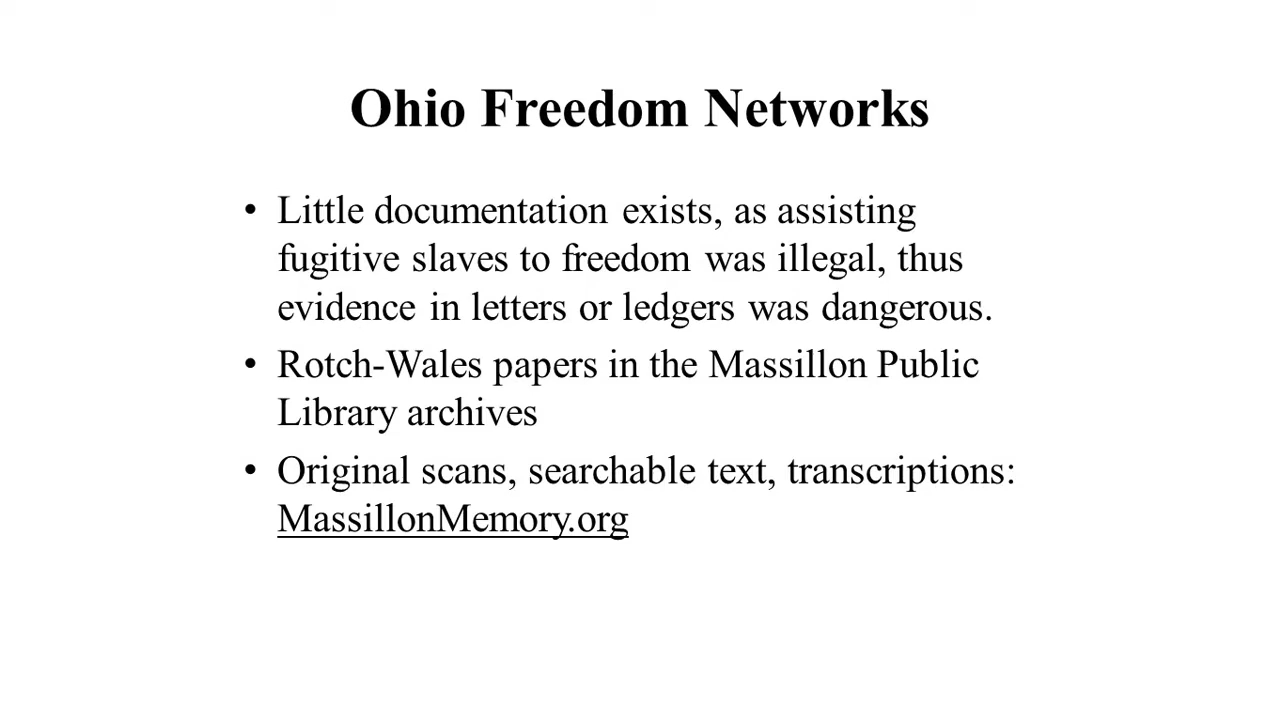 Ohio Freedom Networks
• Little documentation exists, as assisting
fugitive slaves to freedom was illegal, thus
evidence in letters or ledgers was dangerous.
• Rotch-Wales papers in the Massillon Public
Library archives
• Original scans, searchable text, transcriptions:
MassillonMemory.org